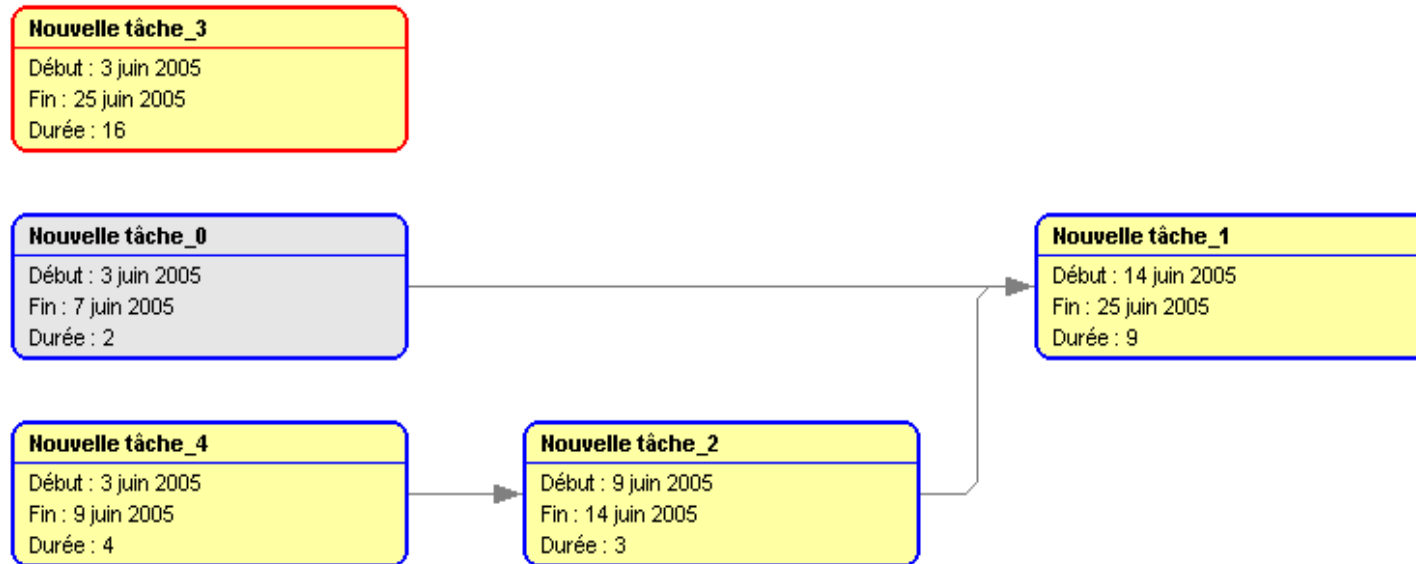 Nouvelle tâche_3
Début : 3 juin 2005
Fin : 25 juin 2005
Durée : 16
Nouvelle tâche_0
Début : 3 juin 2005
Fin : 7 juin 2005
Durée : 2
Nouvelle tâche_1
Début : 14 juin 2005
Fin : 25 juin 2005
Durée : 9
Nouvelle tâche_4
Début : 3 juin 2005
Fin : 9 juin 2005
Durée : 4
Nouvelle tâche_2
Début : 9 juin 2005
Fin : 14 juin 2005
Durée : 3